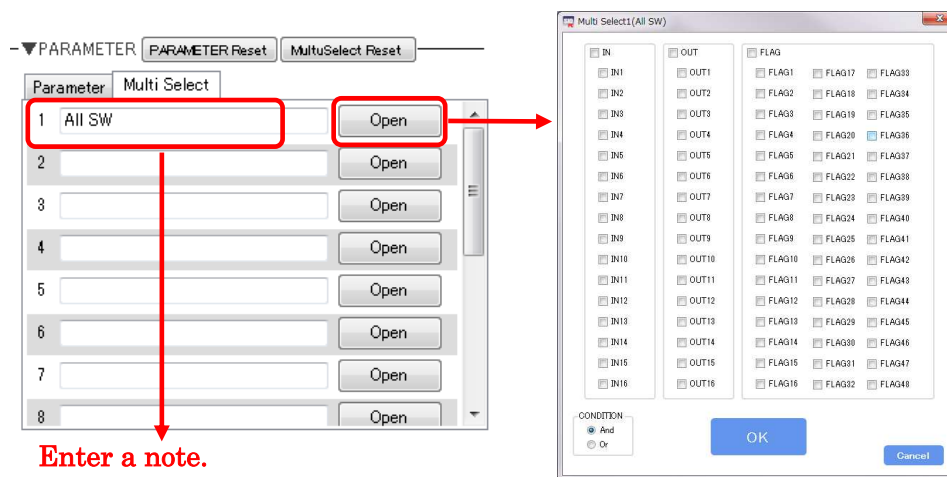 ▼PARAMETER PARAMETER Reset MultuSelect Reset
Parameter Multi Select
1 All SW Open
2 Open
3 Open
4 Open
5 Open
6 Open
7 Open
8 Open
Enter a note.
Multi Select1(All SW)
IN OUT FLAG
IN1 OUT1 FLAG1 FLAG17 FLAG33
IN2 OUT2 FLAG2 FLAG18 FLAG34
IN3 OUT3 FLAG3 FLAG19 FLAG35
IN4 OUT4 FLAG4 FLAG20 FLAG36
IN5 OUT5 FLAG5 FLAG21 FLAG37
IN6 OUT6 FLAG6 FLAG22 FLAG38
IN7 OUT7 FLAG7 FLAG23 FLAG39
IN8 OUT8 FLAG8 FLAG24 FLAG40
IN9 OUT9 FLAG9 FLAG25 FLAG41
IN10 OUT10 FLAG10 FLAG26 FLAG42
IN11 OUT11 FLAG11 FLAG27 FLAG43
IN12 OUT12 FLAG12 FLAG28 FLAG44
IN13 OUT13 FLAG13 FLAG29 FLAG45
IN14 OUT14 FLAG14 FLAG30 FLAG46
IN15 OUT15 FLAG15 FLAG31 FLAG47
IN16 OUT16 FLAG16 FLAG32 FLAG48
CONDITION
And
Or
OK
Cancel